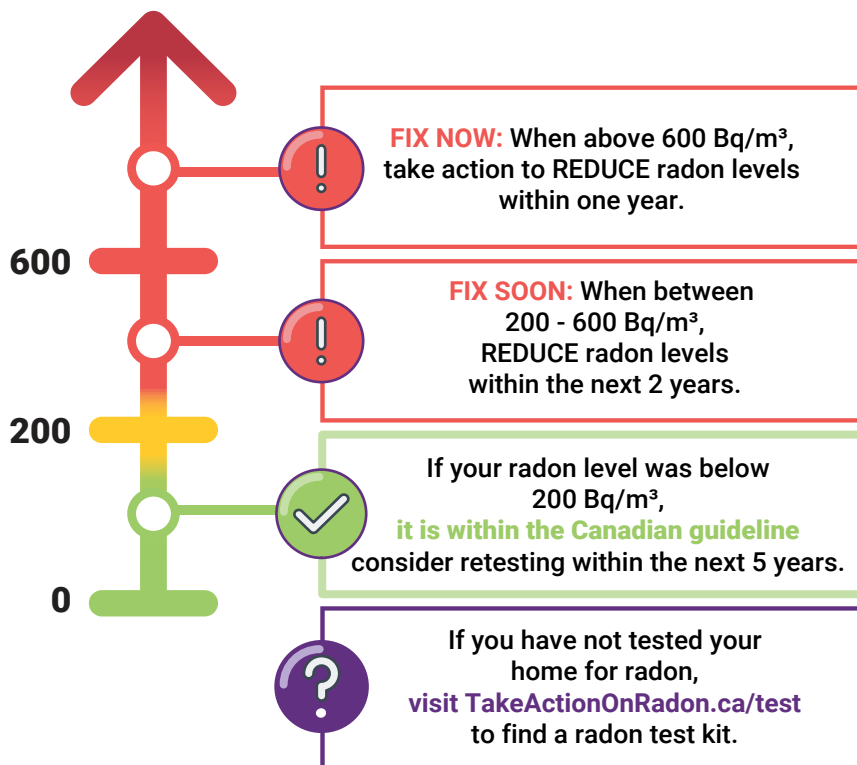 FIX NOW: When above 600 Bq/m³,
take action to REDUCE radon levels
within one year.
600
FIX SOON: When between
200 - 600 Bq/m³,
REDUCE radon levels
within the next 2 years.
200
If your radon level was below
200 Bq/m³,
it is within the Canadian guideline
consider retesting within the next 5 years.
0
If you have not tested your
home for radon,
visit TakeActionOnRadon.ca/test
to find a radon test kit.